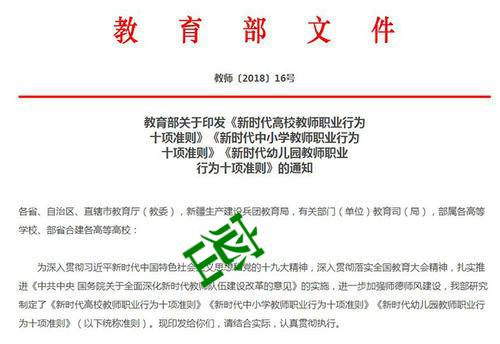 教育部文件
教师〔2018〕16号
教育部关于印发《新时代高校教师职业行为
十项准则》《新时代中小学教师职业行为
十项准则》《新时代幼儿园教师职业
行为十项准则》的通知
各省、自治区、直辖市教育厅（教委），新疆生产建设兵团教育局，有关部门（单位）教育司（局），部属各高等
学校、部省合建各高等学校：
为深入贯彻习近平新时代中国特色社会主义思想和党的十九大精神，深入贯彻落实全国教育大会精神，扎实推
进《中共中央 国务院关于全面深化新时代教师队伍建设改革的意见》的实施，进一步加强师德师风建设，我部研究
制定了《新时代高校教师职业行为十项准则》《新时代中小学教师职业行为十项准则》《新时代幼儿园教师职业行
为十项准则》（以下统称准则）。现印发给你们，请结合实际，认真贯彻执行。